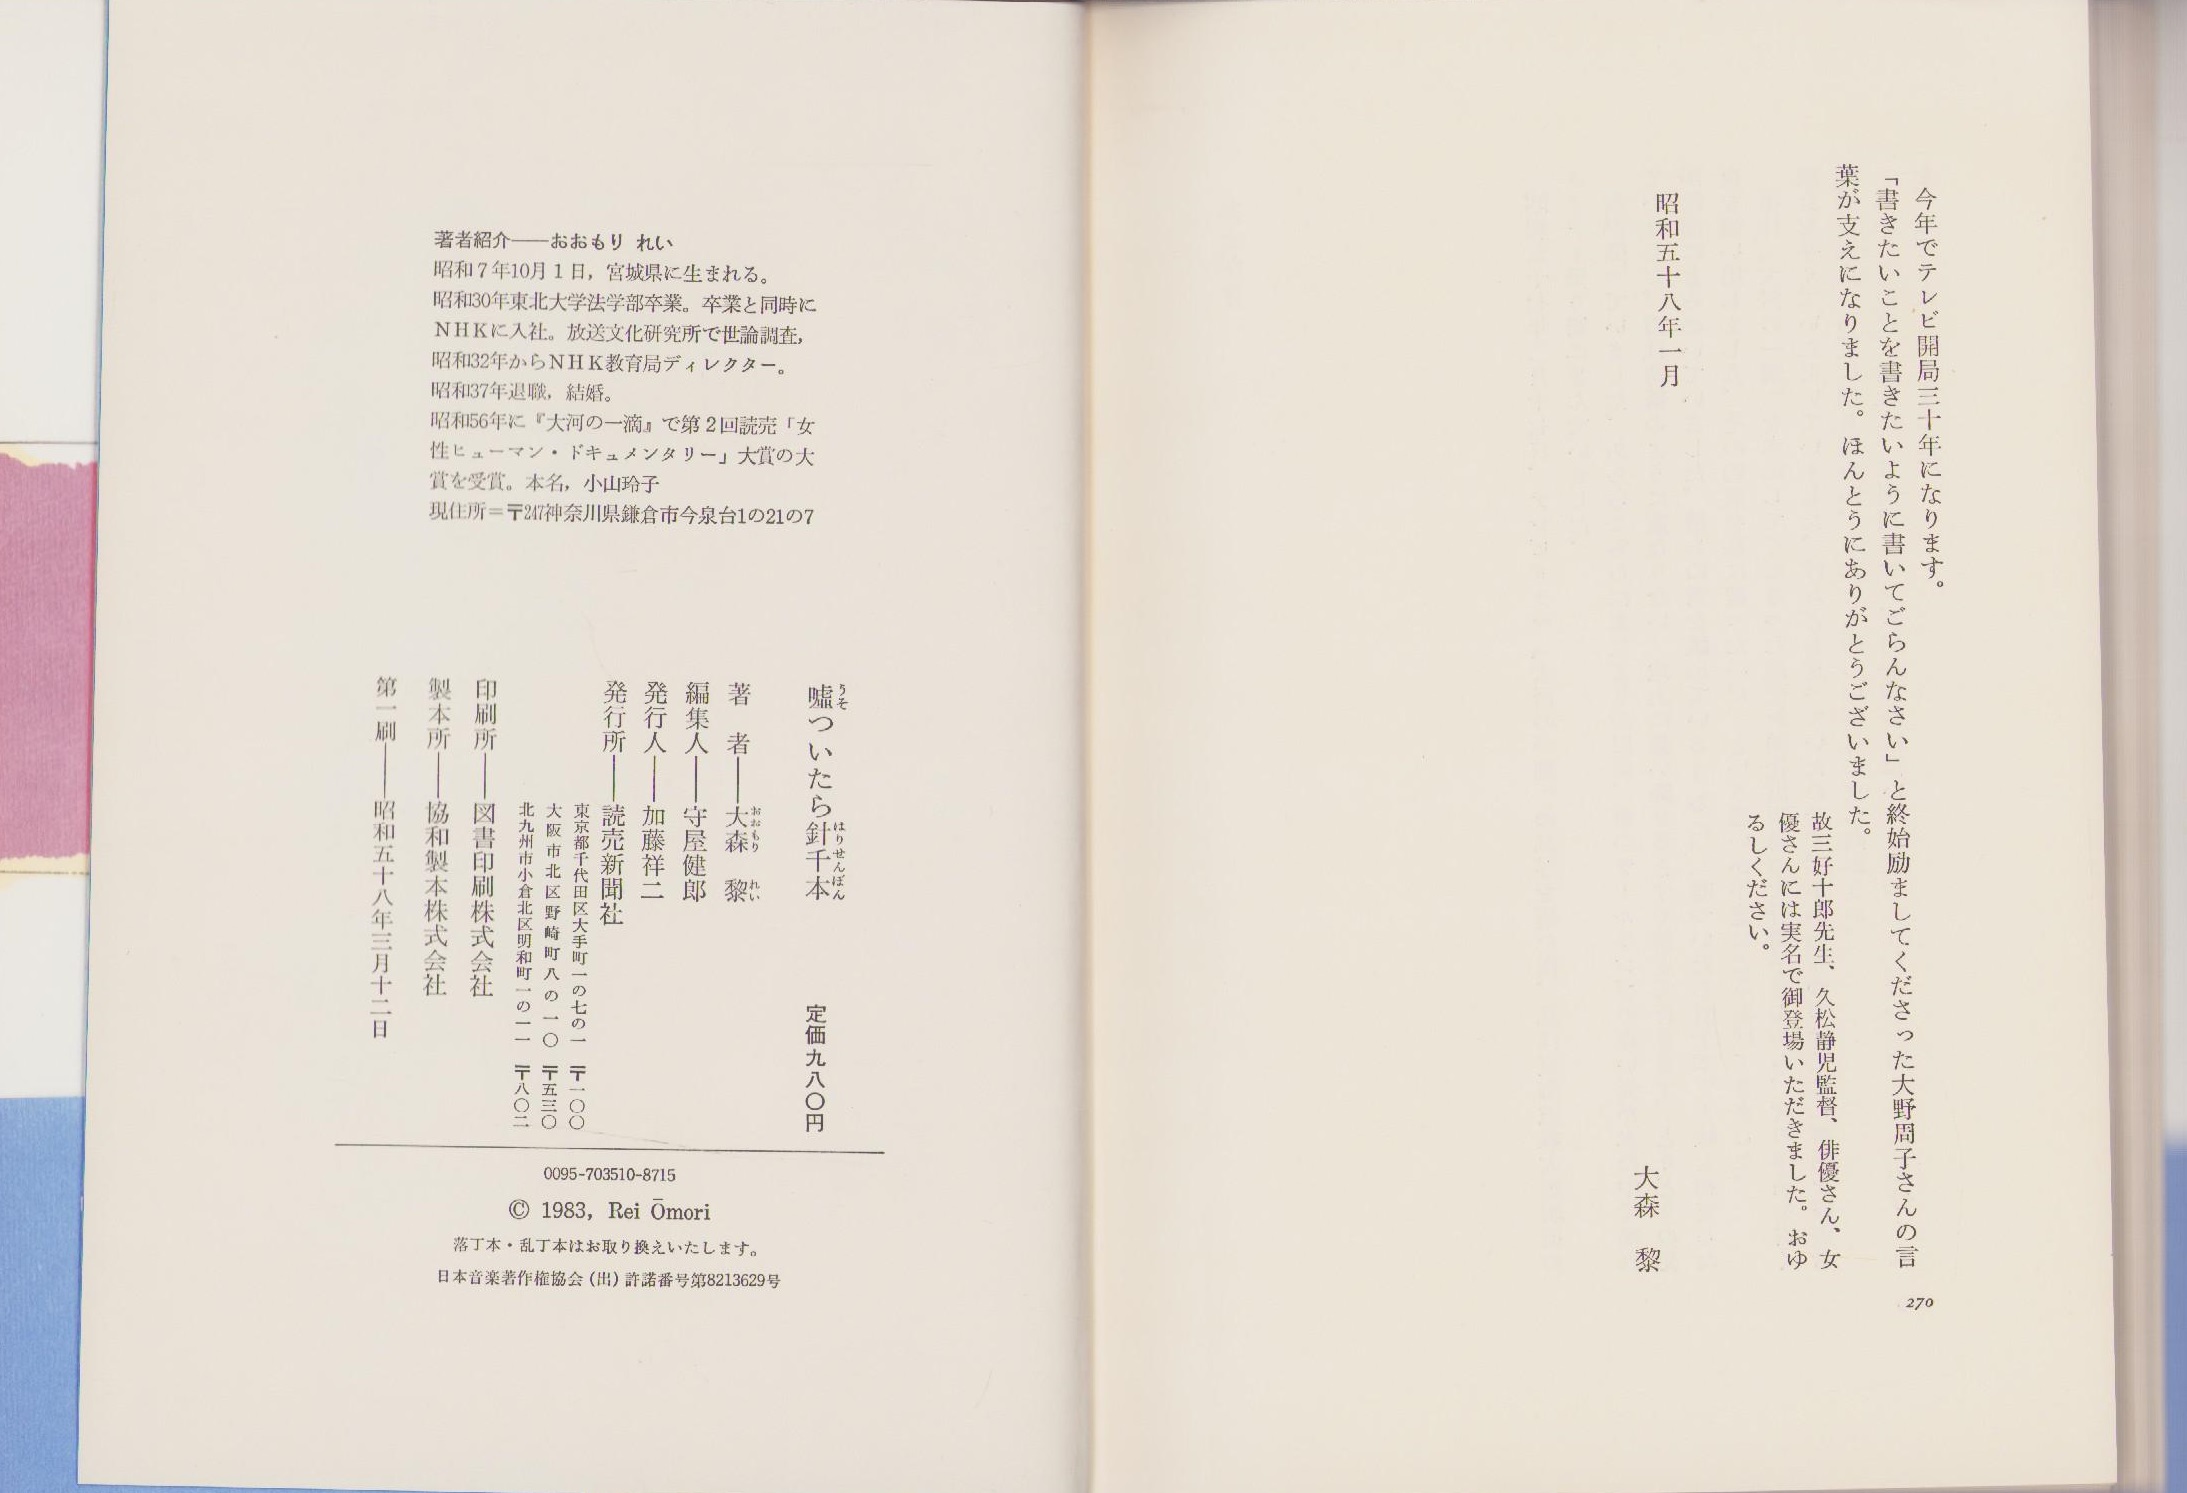 今年でテレビ開局三十年になります。
「書きたいことを書きたいように書いてごらんなさい」と終始励ましてくださった大野周子さんの言
葉が支えになりました。ほんとうにありがとうございました。
故三好十郎先生、久松静児監督、俳優さん、女
優さんには実名で御登場いただきました。おゆ
るしください。
昭和五十八年一月
大森　黎
270
著者紹介――おおもり れい
昭和7年10月1日，宮城県に生まれる。
昭和30年東北大学法学部卒業。卒業と同時に
NHKに入社。放送文化研究所で世論調査，
昭和32年からNHK教育局ディレクター。
昭和37年退職，結婚。
昭和56年に『大河の一滴』で第2回読売「女
性ヒューマン・ドキュメンタリー」大賞の大
賞を受賞。本名，小山玲子
現住所＝〒247神奈川県鎌倉市今泉台1の21の7
嘘ついたら針千本　定価九八〇円
うそ　はりせんぼん
著　者――大森　黎
おおもり　れい
編集人――守屋健郎
発行人――加藤祥二
発行所――読売新聞社
東京都千代田区大手町一の七の一　〒一〇〇
大阪市北区野崎町八の一〇　〒五三〇
北九州市小倉北区明和町一の一一　〒八〇二
印刷所――図書印刷株式会社
製本所――協和製本株式会社
第一刷――昭和五十八年三月十二日
0095-703510-8715
© 1983, Rei Ōmori
落丁本・乱丁本はお取り換えいたします。
日本音楽著作権協会（出）許諾番号第8213629号